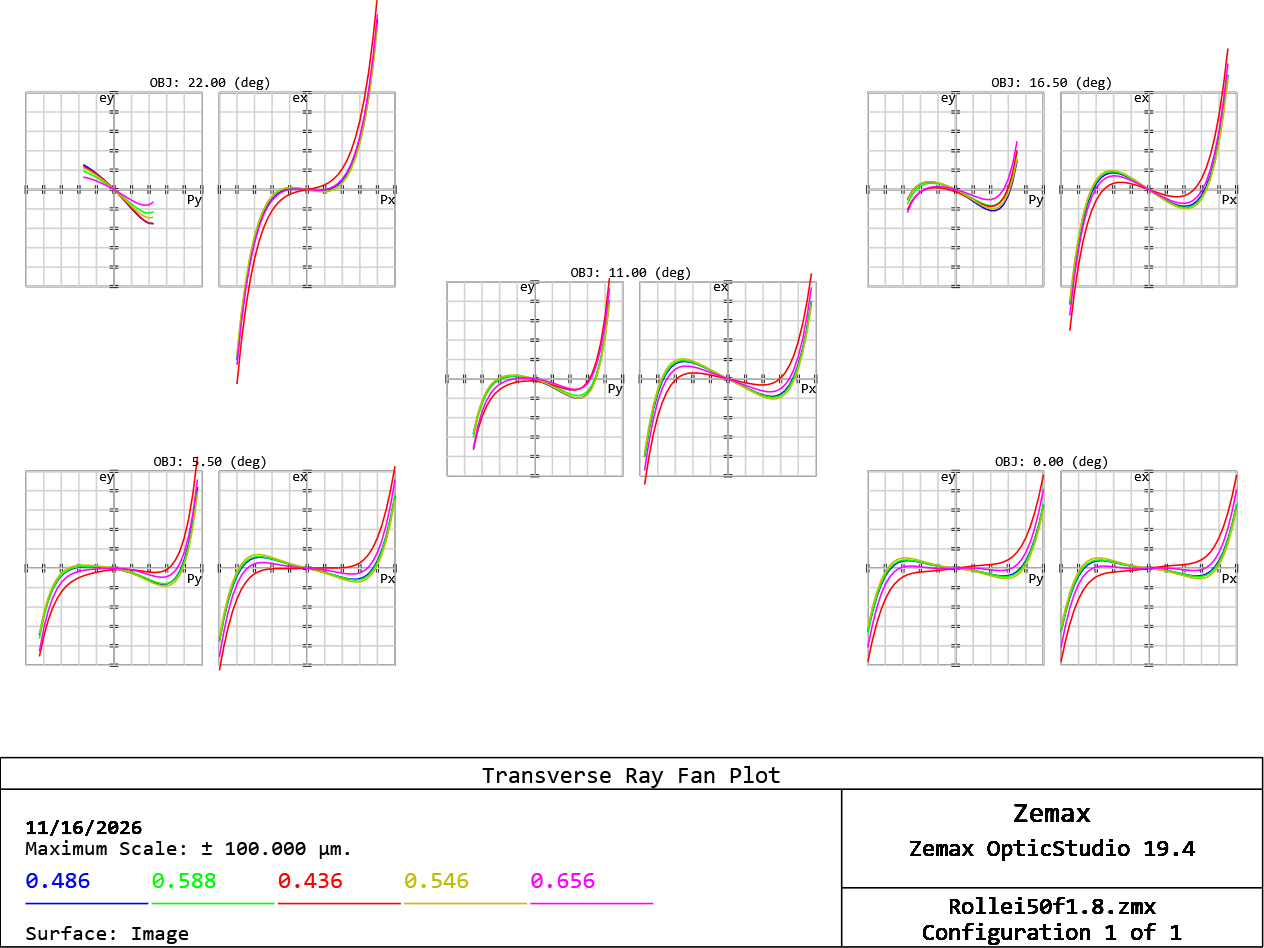 OBJ: 22.00 (deg)
ey
Py
ex
Px
OBJ: 16.50 (deg)
ey
Py
ex
Px
OBJ: 11.00 (deg)
ey
Py
ex
Px
OBJ: 5.50 (deg)
ey
Py
ex
Px
OBJ: 0.00 (deg)
ey
Py
ex
Px
Transverse Ray Fan Plot
11/16/2026
Maximum Scale: ± 100.000 µm.
0.486 0.588 0.436 0.546 0.656
Surface: Image
Zemax
Zemax OpticStudio 19.4
Rollei50f1.8.zmx
Configuration 1 of 1